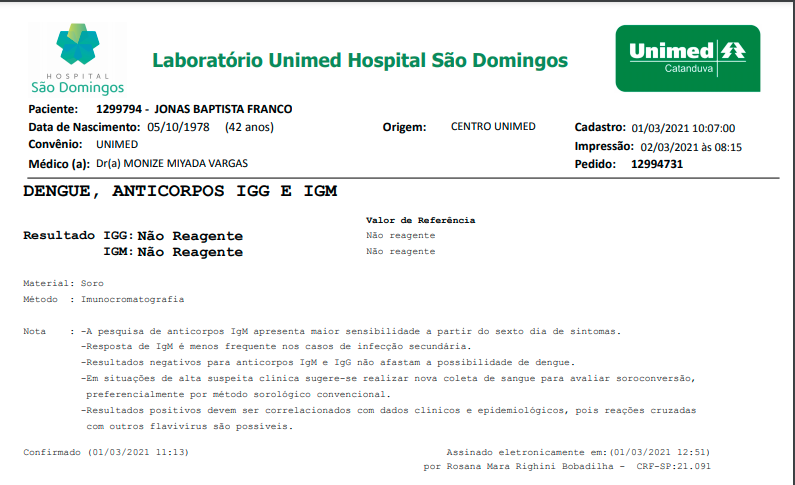 HOSPITAL
São Domingos
Laboratório Unimed Hospital São Domingos
Unimed
Catanduva
Paciente: 1299794 - JONAS BAPTISTA FRANCO
Data de Nascimento: 05/10/1978 (42 anos) Origem: CENTRO UNIMED Cadastro: 01/03/2021 10:07:00
Convênio: UNIMED Impressão: 02/03/2021 às 08:15
Médico (a): Dr(a) MONIZE MIYADA VARGAS Pedido: 12994731
DENGUE, ANTICORPOS IGG E IGM
Valor de Referência
Resultado IGG: Não Reagente Não reagente
IGM: Não Reagente Não reagente
Material: Soro
Método : Imunocromatografia
Nota : -A pesquisa de anticorpos IgM apresenta maior sensibilidade a partir do sexto dia de sintomas.
-Resposta de IgM é menos frequente nos casos de infecção secundária.
-Resultados negativos para anticorpos IgM e IgG não afastam a possibilidade de dengue.
-Em situações de alta suspeita clinica sugere-se realizar nova coleta de sangue para avaliar soroconversão,
preferencialmente por método sorológico convencional.
-Resultados positivos devem ser correlacionados com dados clinicos e epidemiológicos, pois reações cruzadas
com outros flavivirus são possiveis.
Confirmado (01/03/2021 11:13) Assinado eletronicamente em:(01/03/2021 12:51)
por Rosana Mara Righini Bobadilha - CRF-SP:21.091